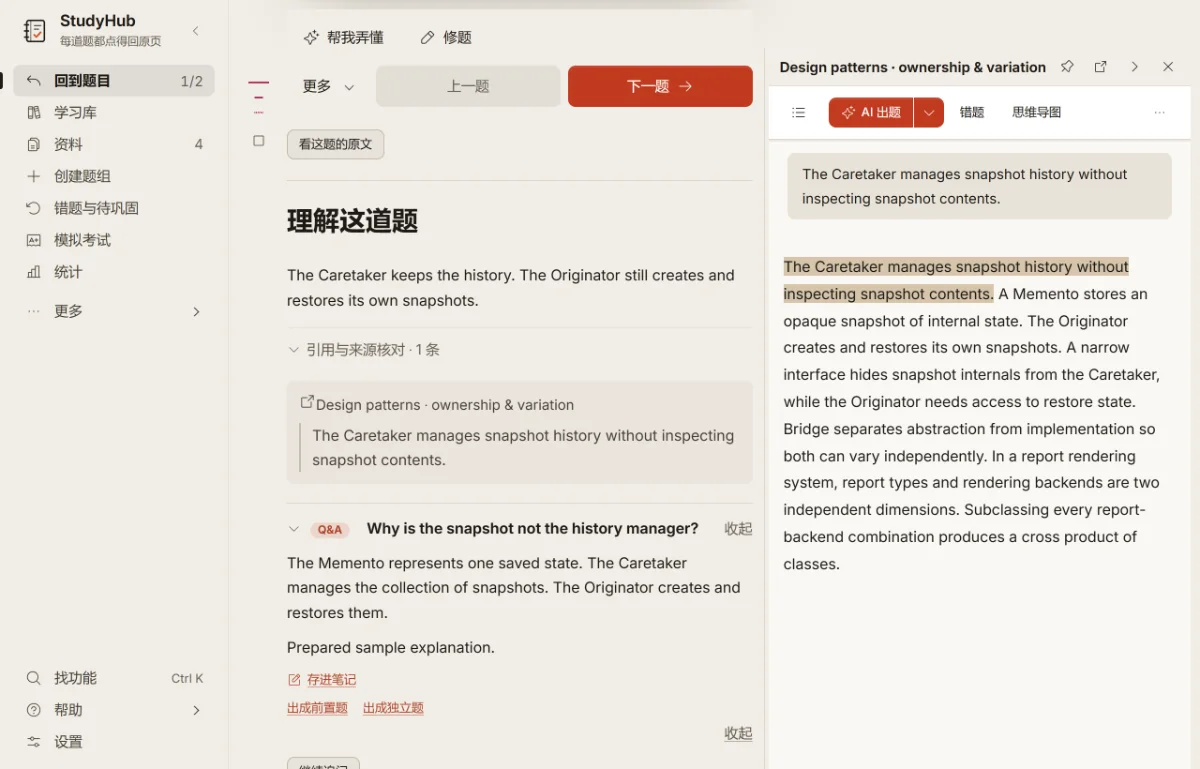 StudyHub
每道题都点得回原页
回到题目 1/2
学习库
资料 4
创建题组
错题与待巩固
模拟考试
统计
更多
找功能 Ctrl K
帮助
设置
帮我弄懂 修题
更多 上一题 下一题
看这题的原文
理解这道题
The Caretaker keeps the history. The Originator still creates and
restores its own snapshots.
引用与来源核对 · 1 条
Design patterns · ownership & variation
The Caretaker manages snapshot history without inspecting
snapshot contents.
Q&A Why is the snapshot not the history manager? 收起
The Memento represents one saved state. The Caretaker
manages the collection of snapshots. The Originator creates and
restores them.
Prepared sample explanation.
存进笔记
出成前置题 出成独立题
收起
Design patterns · ownership & variation
AI 出题 错题 思维导图
The Caretaker manages snapshot history without
inspecting snapshot contents.
The Caretaker manages snapshot history without
inspecting snapshot contents. A Memento stores an
opaque snapshot of internal state. The Originator
creates and restores its own snapshots. A narrow
interface hides snapshot internals from the Caretaker,
while the Originator needs access to restore state.
Bridge separates abstraction from implementation so
both can vary independently. In a report rendering
system, report types and rendering backends are two
independent dimensions. Subclassing every report-
backend combination produces a cross product of
classes.